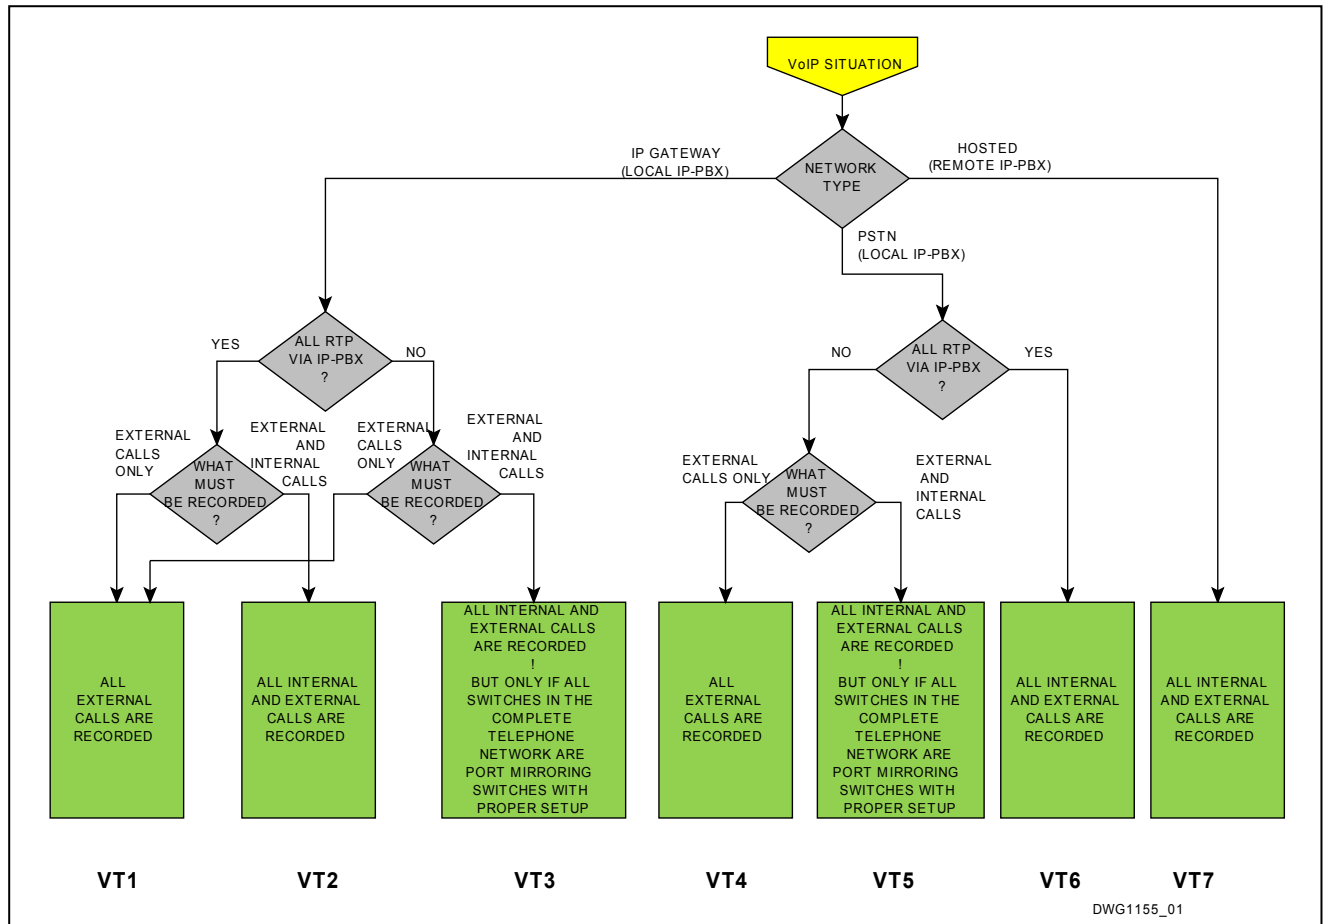 VoIP SITUATION
NETWORK
TYPE
IP GATEWAY
(LOCAL IP-PBX)
HOSTED
(REMOTE IP-PBX)
PSTN
(LOCAL IP-PBX)
ALL RTP
VIA IP-PBX
?
YES
NO
ALL RTP
VIA IP-PBX
?
NO
YES
EXTERNAL
CALLS
ONLY
WHAT
MUST
BE RECORDED
?
EXTERNAL
AND
INTERNAL
CALLS
EXTERNAL
CALLS
ONLY
WHAT
MUST
BE RECORDED
?
EXTERNAL
AND
INTERNAL
CALLS
EXTERNAL
CALLS ONLY
WHAT
MUST
BE RECORDED
?
EXTERNAL
AND
INTERNAL
CALLS
ALL
EXTERNAL
CALLS ARE
RECORDED
ALL INTERNAL
AND EXTERNAL
CALLS ARE
RECORDED
ALL INTERNAL AND
EXTERNAL CALLS
ARE RECORDED
!
BUT ONLY IF ALL
SWITCHES IN THE
COMPLETE
TELEPHONE
NETWORK ARE
PORT MIRRORING
SWITCHES WITH
PROPER SETUP
ALL
EXTERNAL
CALLS ARE
RECORDED
ALL INTERNAL AND
EXTERNAL CALLS
ARE RECORDED
!
BUT ONLY IF ALL
SWITCHES IN THE
COMPLETE
TELEPHONE
NETWORK ARE
PORT MIRRORING
SWITCHES WITH
PROPER SETUP
ALL INTERNAL
AND EXTERNAL
CALLS ARE
RECORDED
ALL INTERNAL
AND EXTERNAL
CALLS ARE
RECORDED
VT1
VT2
VT3
VT4
VT5
VT6
VT7
DWG1155_01